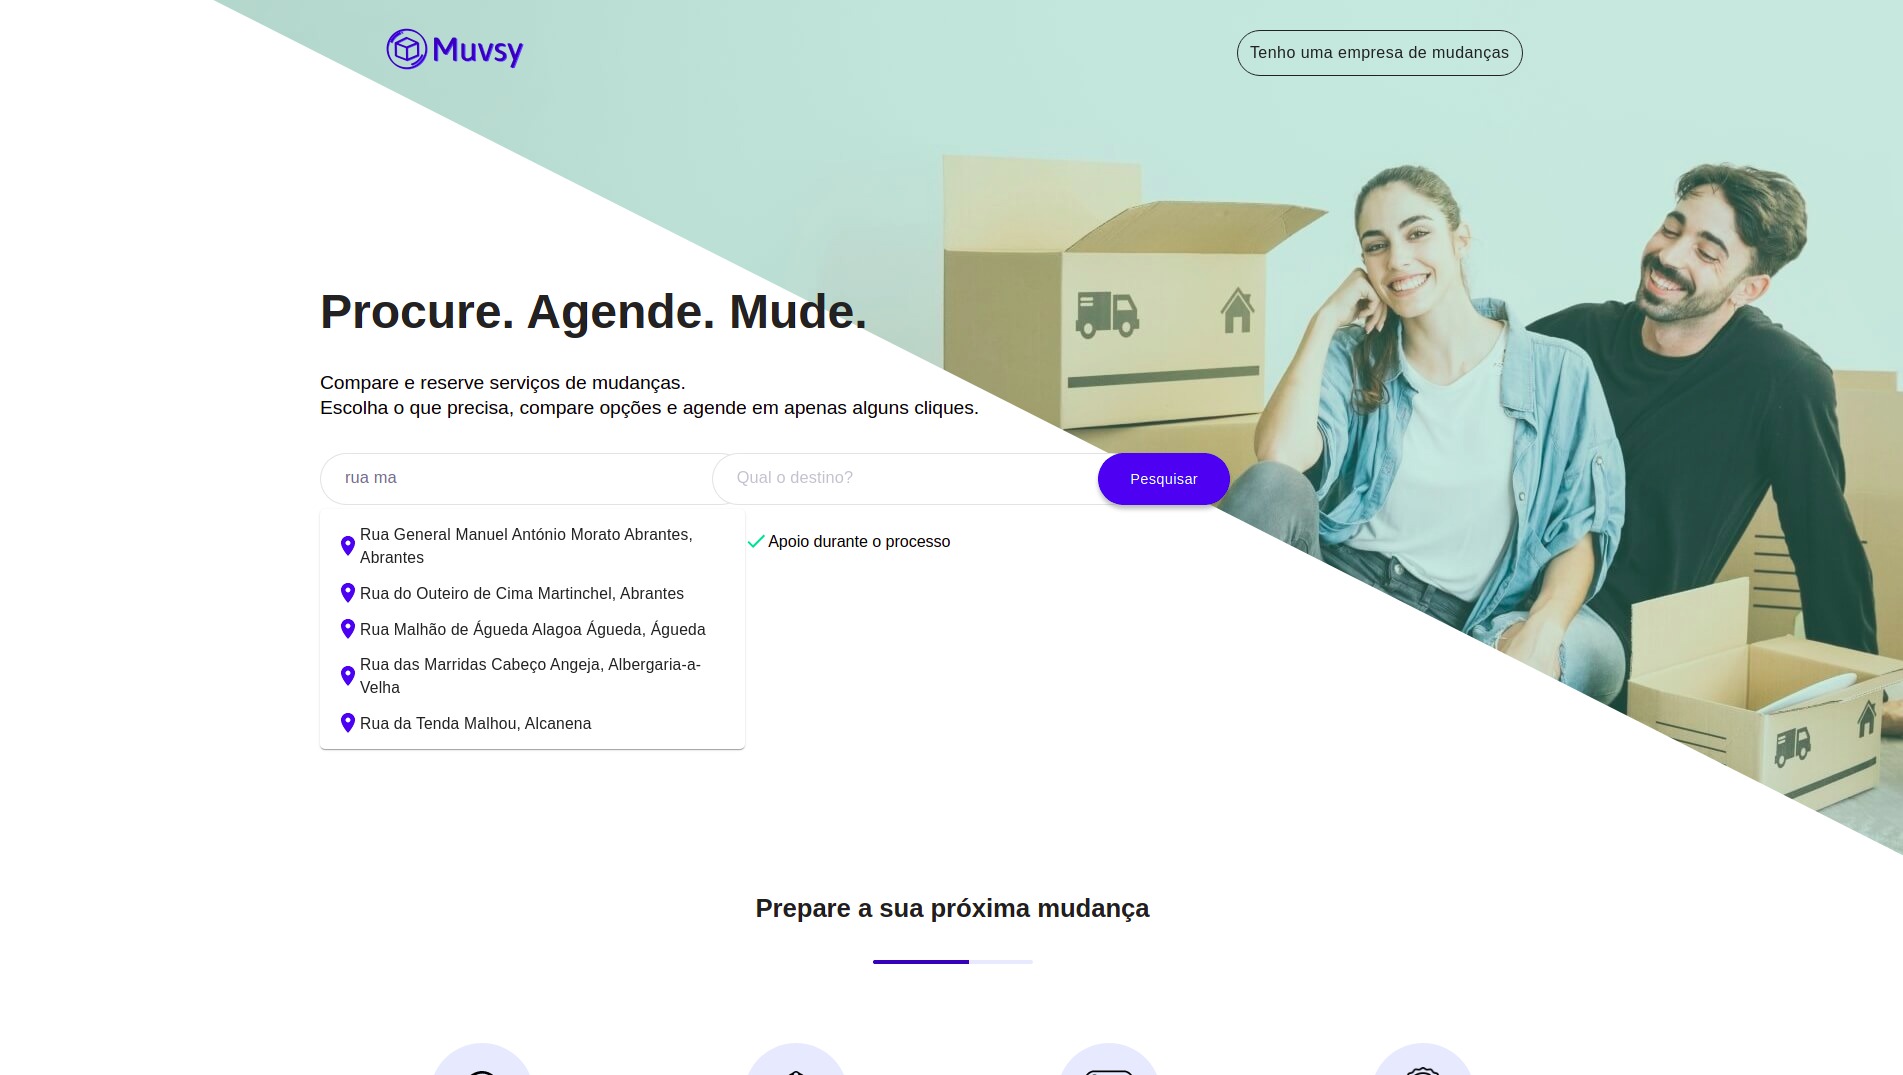 Muvsy
Tenho uma empresa de mudanças
Procure. Agende. Mude.
Compare e reserve serviços de mudanças.
Escolha o que precisa, compare opções e agende em apenas alguns cliques.
rua ma
Qual o destino?
Pesquisar
Rua General Manuel António Morato Abrantes,
Abrantes
Rua do Outeiro de Cima Martinchel, Abrantes
Rua Malhão de Águeda Alagoa Águeda, Águeda
Rua das Marridas Cabeço Angeja, Albergaria-a-
Velha
Rua da Tenda Malhou, Alcanena
Apoio durante o processo
Prepare a sua próxima mudança